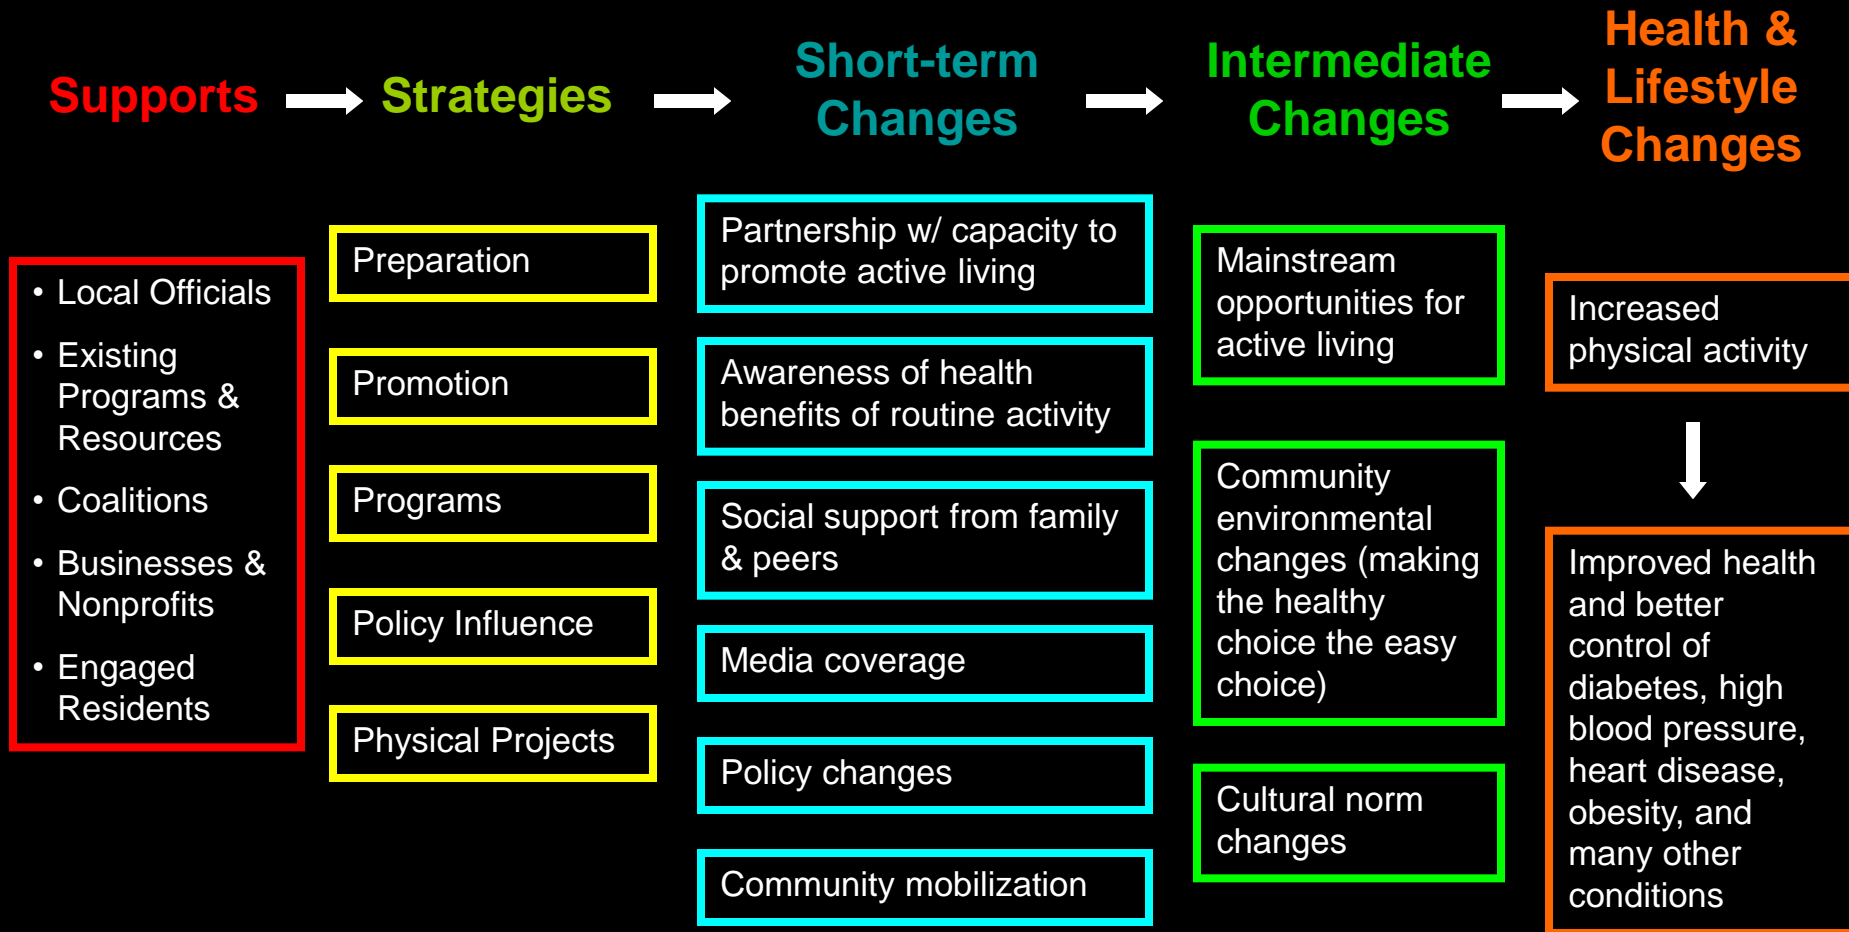 Supports
Strategies
Short-term
Changes
Intermediate
Changes
Health &
Lifestyle
Changes
• Local Officials
• Existing
Programs &
Resources
• Coalitions
• Businesses &
Nonprofits
• Engaged
Residents
Preparation
Promotion
Programs
Policy Influence
Physical Projects
Partnership w/ capacity to
promote active living
Awareness of health
benefits of routine activity
Social support from family
& peers
Media coverage
Policy changes
Community mobilization
Mainstream
opportunities for
active living
Community
environmental
changes (making
the healthy
choice the easy
choice)
Cultural norm
changes
Increased
physical activity
Improved health
and better
control of
diabetes, high
blood pressure,
heart disease,
obesity, and
many other
conditions